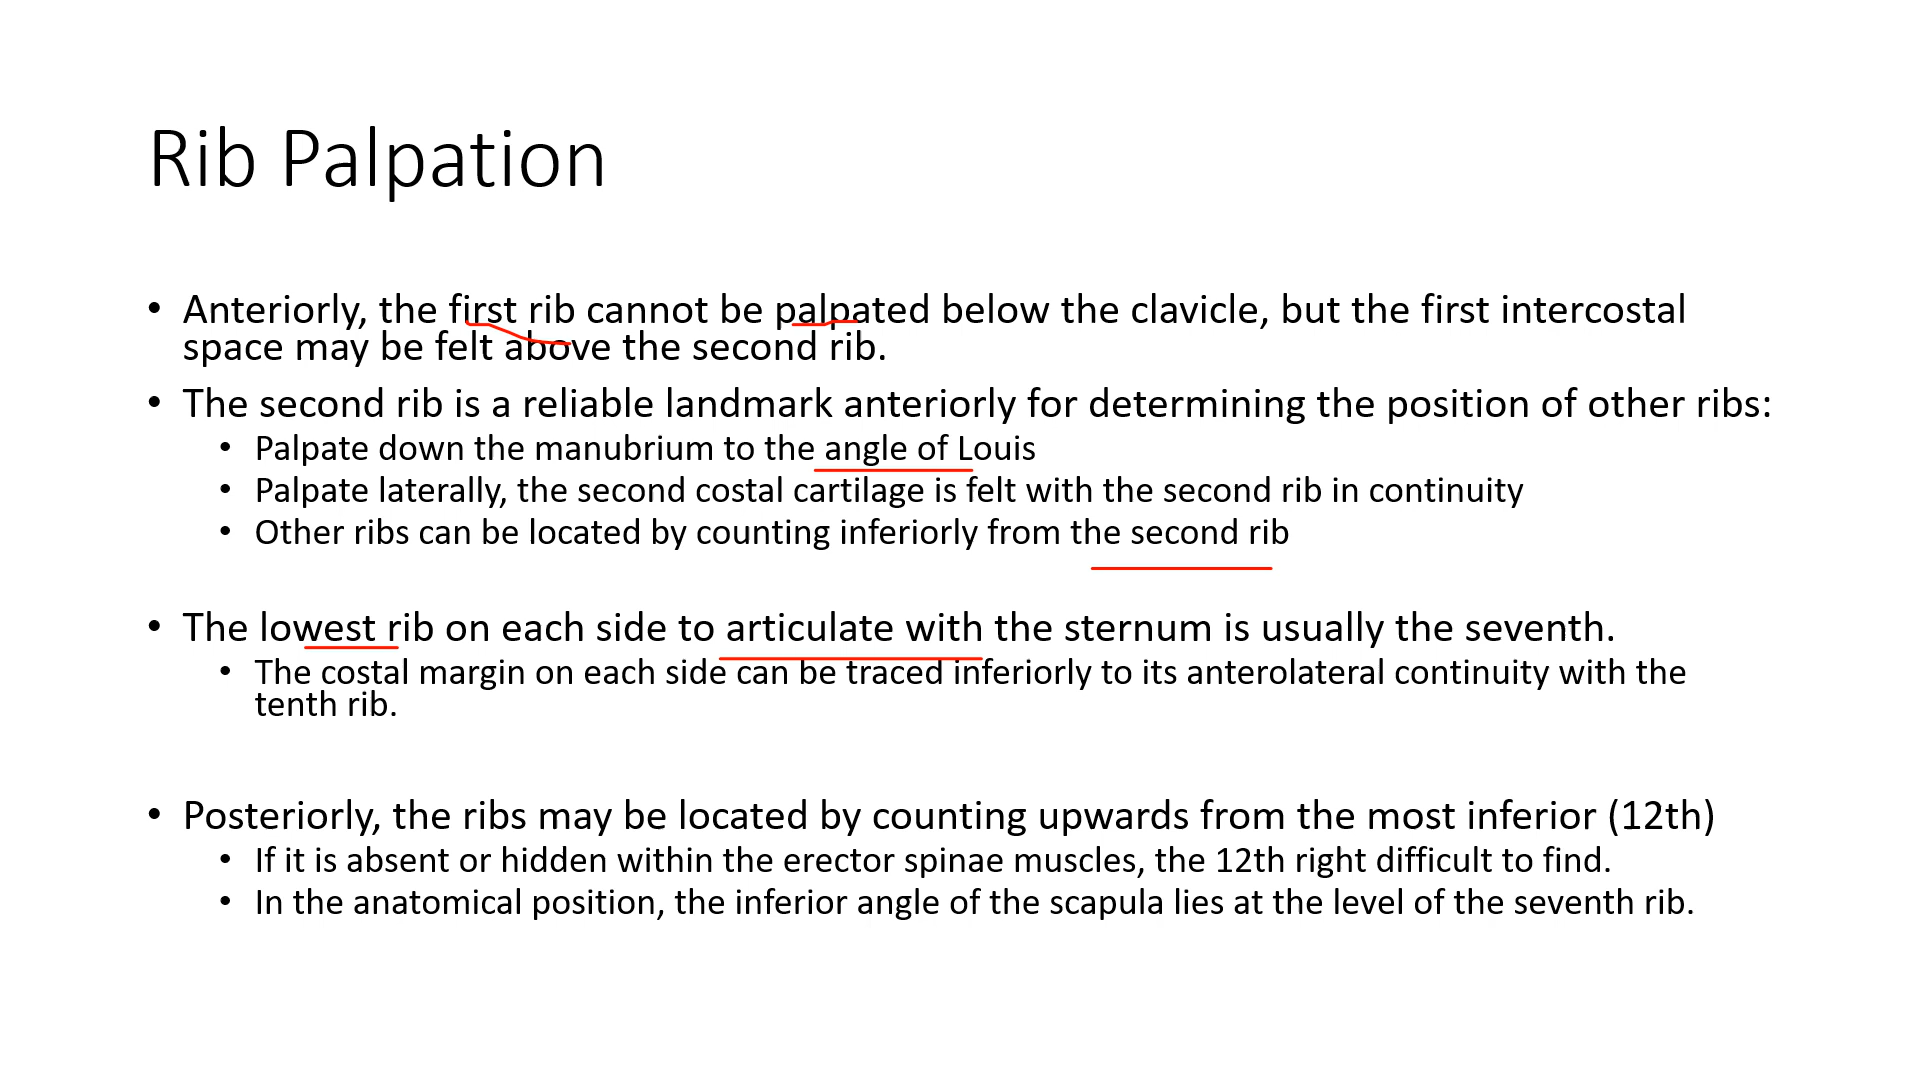 Rib Palpation
• Anteriorly, the first rib cannot be palpated below the clavicle, but the first intercostal
space may be felt above the second rib.
• The second rib is a reliable landmark anteriorly for determining the position of other ribs:
• Palpate down the manubrium to the angle of Louis
• Palpate laterally, the second costal cartilage is felt with the second rib in continuity
• Other ribs can be located by counting inferiorly from the second rib
• The lowest rib on each side to articulate with the sternum is usually the seventh.
• The costal margin on each side can be traced inferiorly to its anterolateral continuity with the
tenth rib.
• Posteriorly, the ribs may be located by counting upwards from the most inferior (12th)
• If it is absent or hidden within the erector spinae muscles, the 12th right difficult to find.
• In the anatomical position, the inferior angle of the scapula lies at the level of the seventh rib.